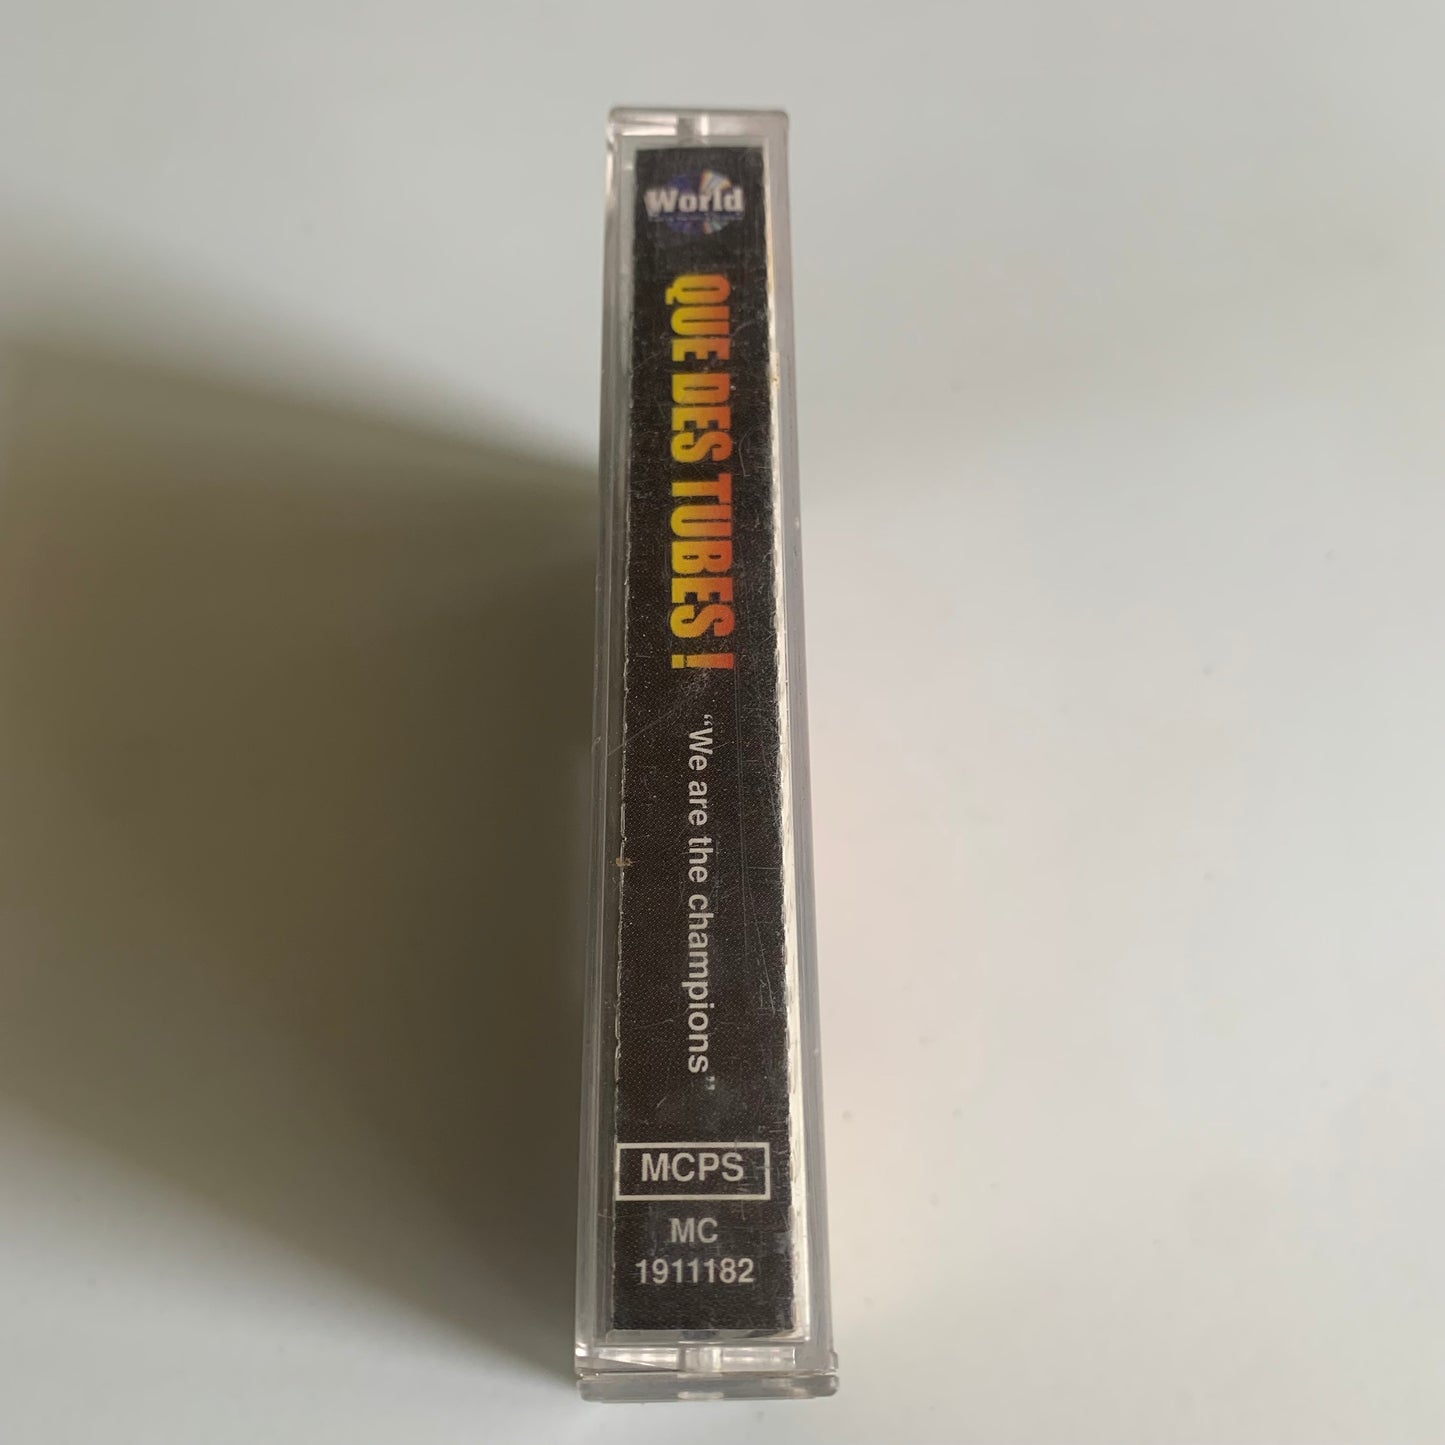 World
QUE DES TUBES !
“We are the champions”
MCPS
MC
1911182